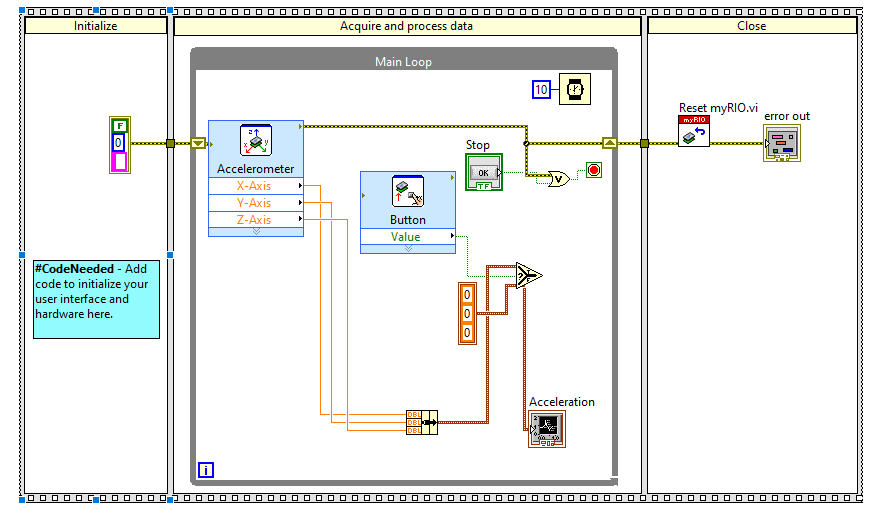 Initialize
Acquire and process data
Close
Main Loop
10
Reset myRIO.vi
myRIO
error out
F
0
Stop
OK
TF
z
x
y
Accelerometer
X-Axis
Y-Axis
Z-Axis
Button
Value
V
#CodeNeeded - Add
code to initialize your
user interface and
hardware here.
?
0
0
0
DBL
DBL
DBL
Acceleration
i